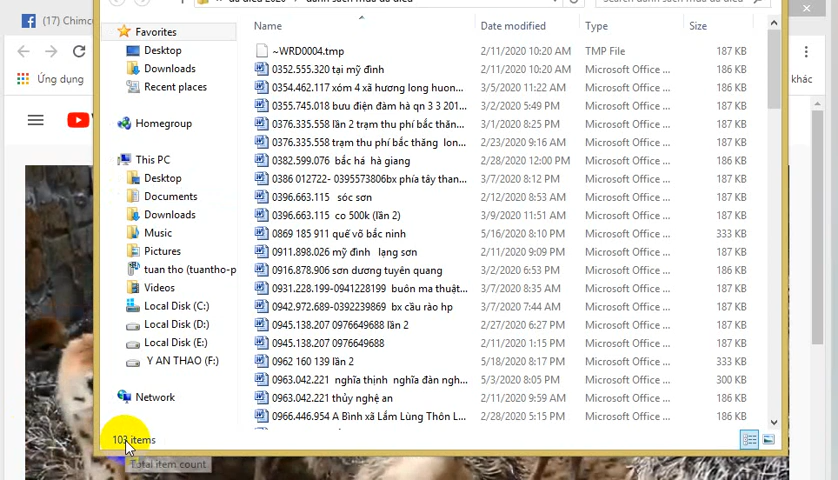 Chimc
Ứng dụng
khác
Name Date modified Type Size
Favorites
Desktop
Downloads
Recent places
Homegroup
This PC
Desktop
Documents
Downloads
Music
Pictures
tuan tho (tuantho-p
Videos
Local Disk (C:)
Local Disk (D:)
Local Disk (E:)
Y AN THAO (F:)
Network
~WRD0004.tmp 2/11/2020 10:20 AM TMP File 187 KB
0352.555.320 tại mỹ đình 2/11/2020 10:20 AM Microsoft Office ... 187 KB
0354.462.117 xóm 4 xã hương long huon... 3/5/2020 11:22 AM Microsoft Office ... 187 KB
0355.745.018 bưu điện đàm hà qn 3 3 201... 3/2/2020 5:49 PM Microsoft Office ... 187 KB
0376.335.558 lần 2 trạm thu phí bắc thăn... 3/1/2020 8:25 PM Microsoft Office ... 187 KB
0376.335.558 trạm thu phí bắc thăng lon... 2/23/2020 9:16 AM Microsoft Office ... 187 KB
0382.599.076 bắc há hà giang 2/28/2020 12:00 PM Microsoft Office ... 187 KB
0386 012722- 0395573806bx phía tây than... 3/7/2020 8:12 PM Microsoft Office ... 187 KB
0396.663.115 sóc sơn 2/12/2020 8:53 AM Microsoft Office ... 187 KB
0396.663.115 co 500k (lần 2) 3/9/2020 11:51 AM Microsoft Office ... 187 KB
0869 185 911 quế võ bắc ninh 5/16/2020 8:10 PM Microsoft Office ... 333 KB
0911.898.026 mỹ đình lạng sơn 2/11/2020 9:09 PM Microsoft Office ... 187 KB
0916.878.906 sơn dương tuyên quang 3/2/2020 6:53 PM Microsoft Office ... 187 KB
0931.228.199-0941228199 buôn ma thuật... 3/7/2020 8:35 AM Microsoft Office ... 187 KB
0942.972.689-0392239869 bx cầu rào hp 3/7/2020 7:44 AM Microsoft Office ... 187 KB
0945.138.207 0976649688 lần 2 2/27/2020 6:27 PM Microsoft Office ... 187 KB
0945.138.207 0976649688 2/11/2020 1:15 PM Microsoft Office ... 187 KB
0962 160 139 lần 2 5/18/2020 8:17 PM Microsoft Office ... 333 KB
0963.042.221 nghĩa thịnh nghĩa đàn ngh... 5/3/2020 8:05 PM Microsoft Office ... 300 KB
0963.042.221 thủy nghệ an 2/11/2020 9:59 AM Microsoft Office ... 186 KB
0966.446.954 A Bình xã Lấm Lùng Thôn L... 2/28/2020 5:15 PM Microsoft Office ... 186 KB
103 items
Total item count